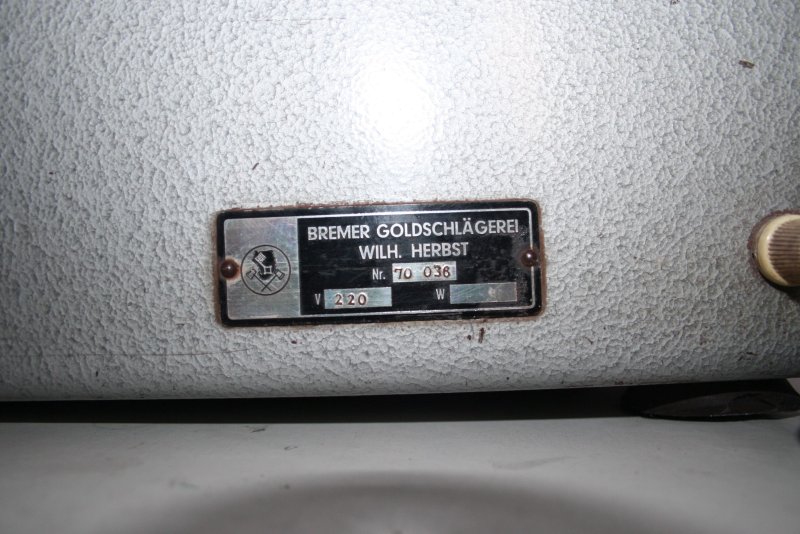 BREMER GOLDSCHLÄGEREI
WILH. HERBST
Nr. 70 036
V 220 W